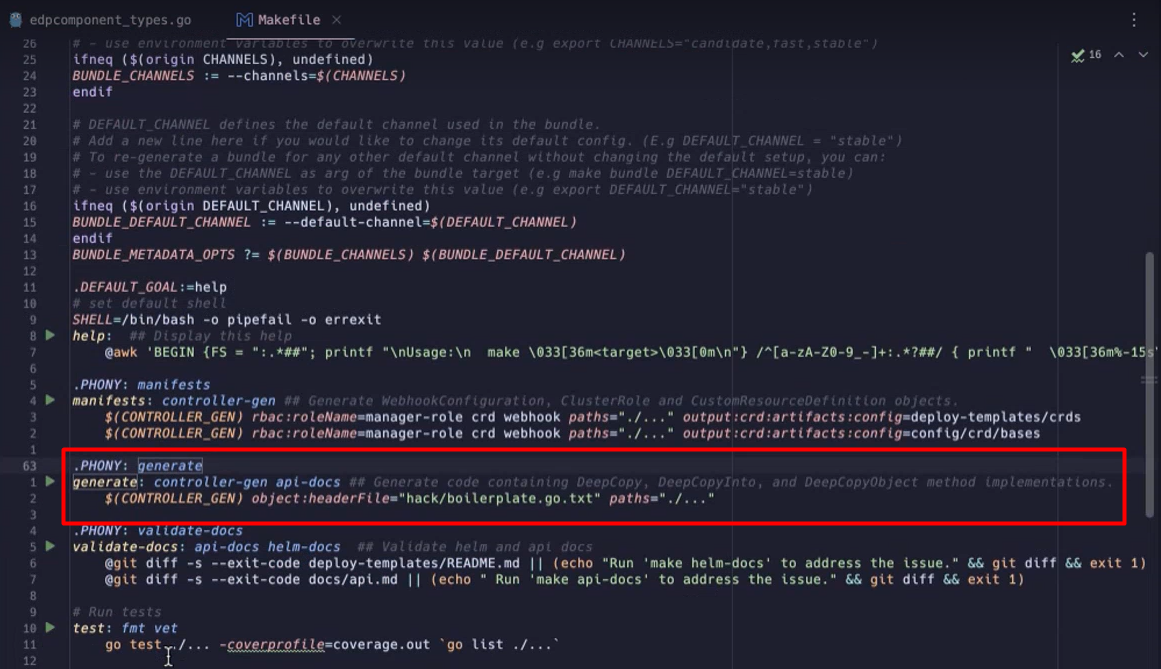 edpcomponent_types.go
Makefile
16
26 # - use environment variables to overwrite this value (e.g export CHANNELS="candidate,fast,stable")
25 ifneq ($(origin CHANNELS), undefined)
24 BUNDLE_CHANNELS := --channels=$(CHANNELS)
23 endif
22
21 # DEFAULT_CHANNEL defines the default channel used in the bundle.
20 # Add a new line here if you would like to change its default config. (E.g DEFAULT_CHANNEL = "stable")
19 # To re-generate a bundle for any other default channel without changing the default setup, you can:
18 # - use the DEFAULT_CHANNEL as arg of the bundle target (e.g make bundle DEFAULT_CHANNEL=stable)
17 # - use environment variables to overwrite this value (e.g export DEFAULT_CHANNEL="stable")
16 ifneq ($(origin DEFAULT_CHANNEL), undefined)
15 BUNDLE_DEFAULT_CHANNEL := --default-channel=$(DEFAULT_CHANNEL)
14 endif
13 BUNDLE_METADATA_OPTS ?= $(BUNDLE_CHANNELS) $(BUNDLE_DEFAULT_CHANNEL)
12
11 .DEFAULT_GOAL:=help
10 # set default shell
9 SHELL=/bin/bash -o pipefail -o errexit
8 help: ## Display this help
7 @awk 'BEGIN {FS = ":.*##"; printf "\nUsage:\n make \033[36m<target>\033[0m\n"} /^[a-zA-Z0-9_-]+:.*?##/ { printf " \033[36m%-15s
6
5 .PHONY: manifests
4 manifests: controller-gen ## Generate WebhookConfiguration, ClusterRole and CustomResourceDefinition objects.
3 $(CONTROLLER_GEN) rbac:roleName=manager-role crd webhook paths="./..." output:crd:artifacts:config=deploy-templates/crds
2 $(CONTROLLER_GEN) rbac:roleName=manager-role crd webhook paths="./..." output:crd:artifacts:config=config/crd/bases
1
63 .PHONY: generate
1 generate: controller-gen api-docs ## Generate code containing DeepCopy, DeepCopyInto, and DeepCopyObject method implementations.
2 $(CONTROLLER_GEN) object:headerFile="hack/boilerplate.go.txt" paths="./..."
3
4 .PHONY: validate-docs
5 validate-docs: api-docs helm-docs ## Validate helm and api docs
6 @git diff -s --exit-code deploy-templates/README.md || (echo "Run 'make helm-docs' to address the issue." && git diff && exit 1)
7 @git diff -s --exit-code docs/api.md || (echo " Run 'make api-docs' to address the issue." && git diff && exit 1)
8
9 # Run tests
10 test: fmt vet
11 go test ./... -coverprofile=coverage.out `go list ./...`
12